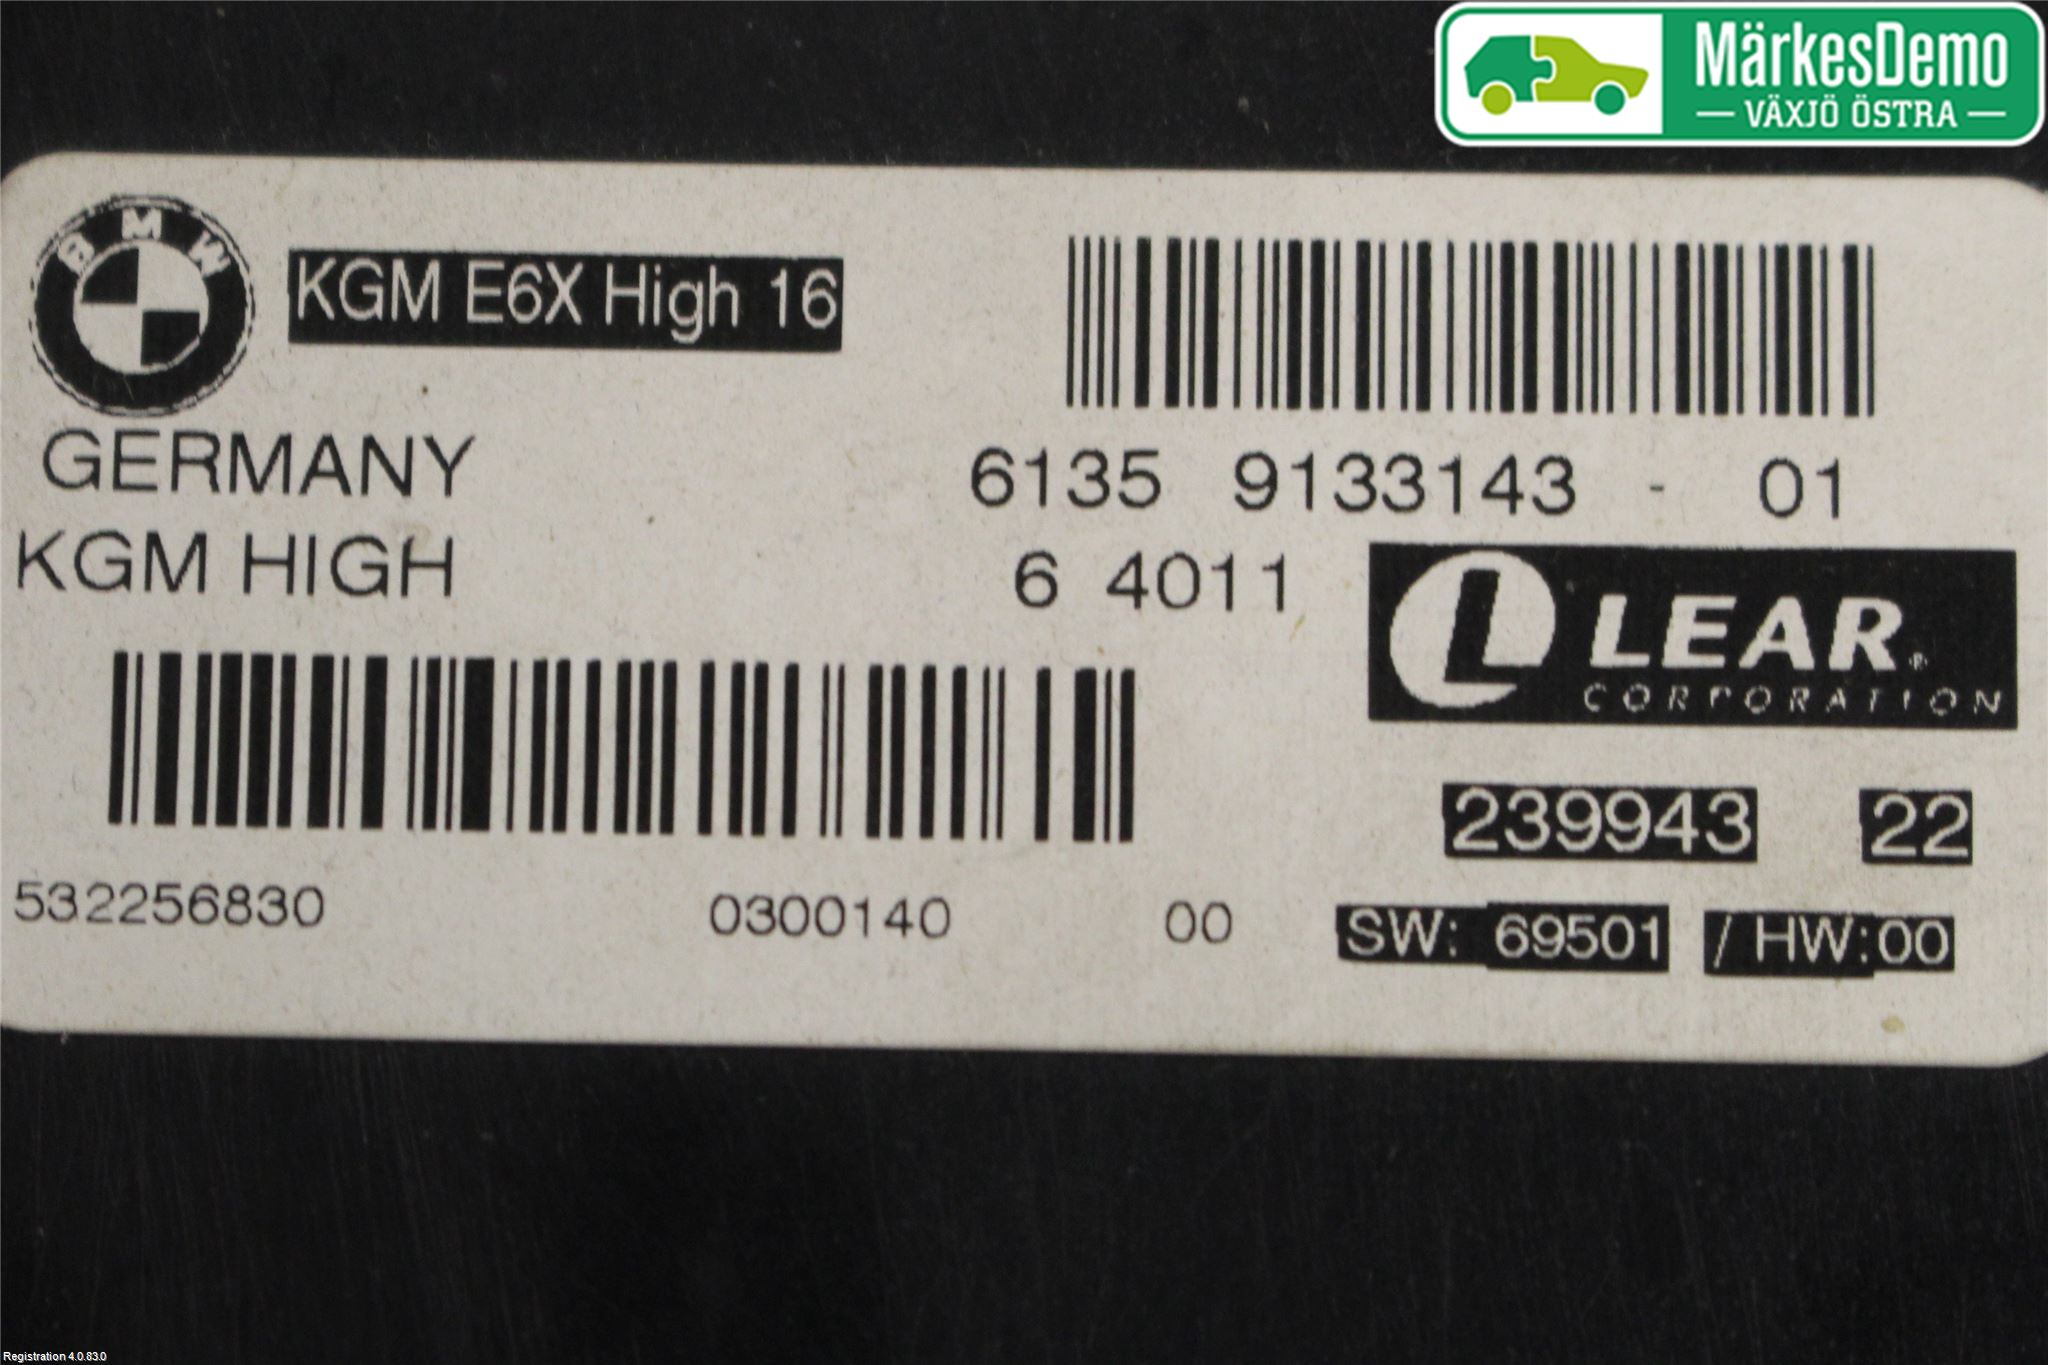 MärkesDemo
VÄXJÖ ÖSTRA
BMW
KGM E6X High 16
GERMANY
6135 9133143 - 01
KGM HIGH
6 4011
L LEAR®
CORPORATION
239943 22
532256830 0300140 00
SW: 69501 / HW:00
Registration 4.0.83.0